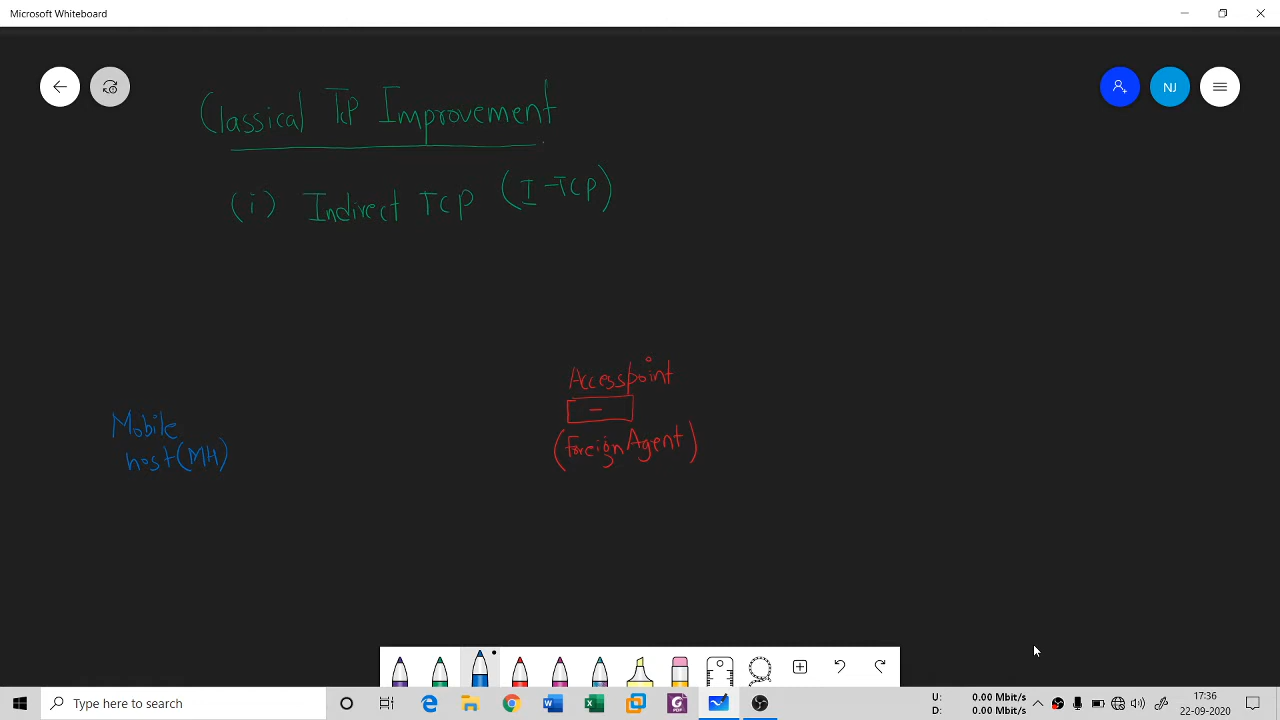 Microsoft Whiteboard
NJ
Classical TCP Improvement
(i) Indirect TCP (I-TCP)
Accesspoint
(Foreign Agent)
Mobile
host(MH)
Type here to search
U: 0.00 Mbit/s
D: 0.00 Mbit/s
17:36
22-09-2020